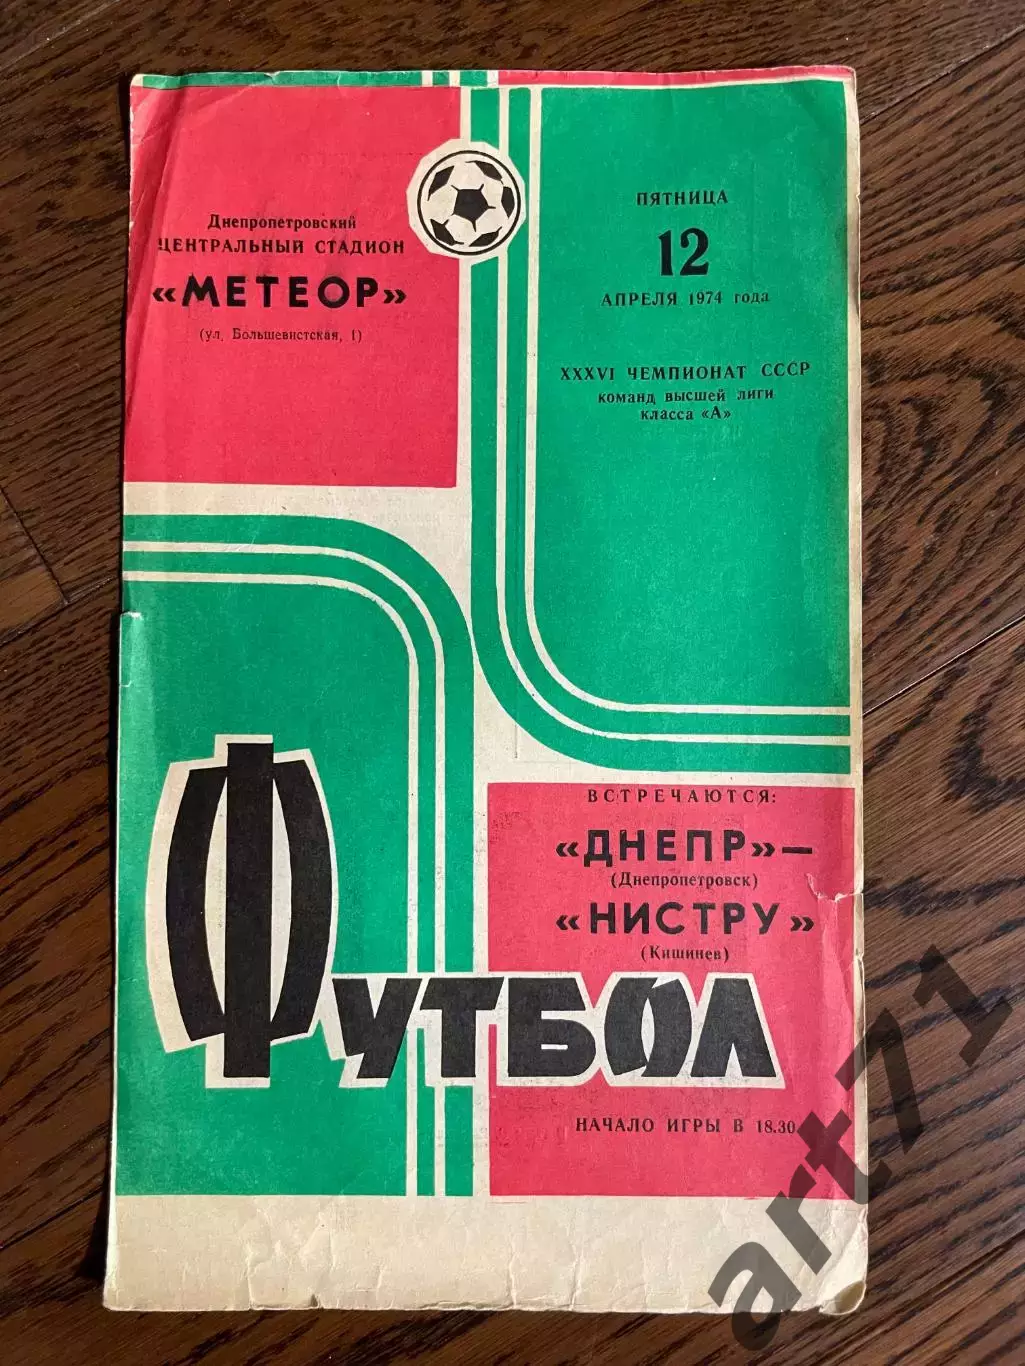 Днепропетровский
ЦЕНТРАЛЬНЫЙ СТАДИОН
«МЕТЕОР»
(ул. Большевистская, 1)
ПЯТНИЦА
12
АПРЕЛЯ 1974 года
XXXVI ЧЕМПИОНАТ СССР
КОМАНД ВЫСШЕЙ ЛИГИ
КЛАССА «А»
ВСТРЕЧАЮТСЯ:
«ДНЕПР» —
(Днепропетровск)
«НИСТРУ»
(Кишинев)
ФУТБОЛ
НАЧАЛО ИГРЫ В 18.30
art71